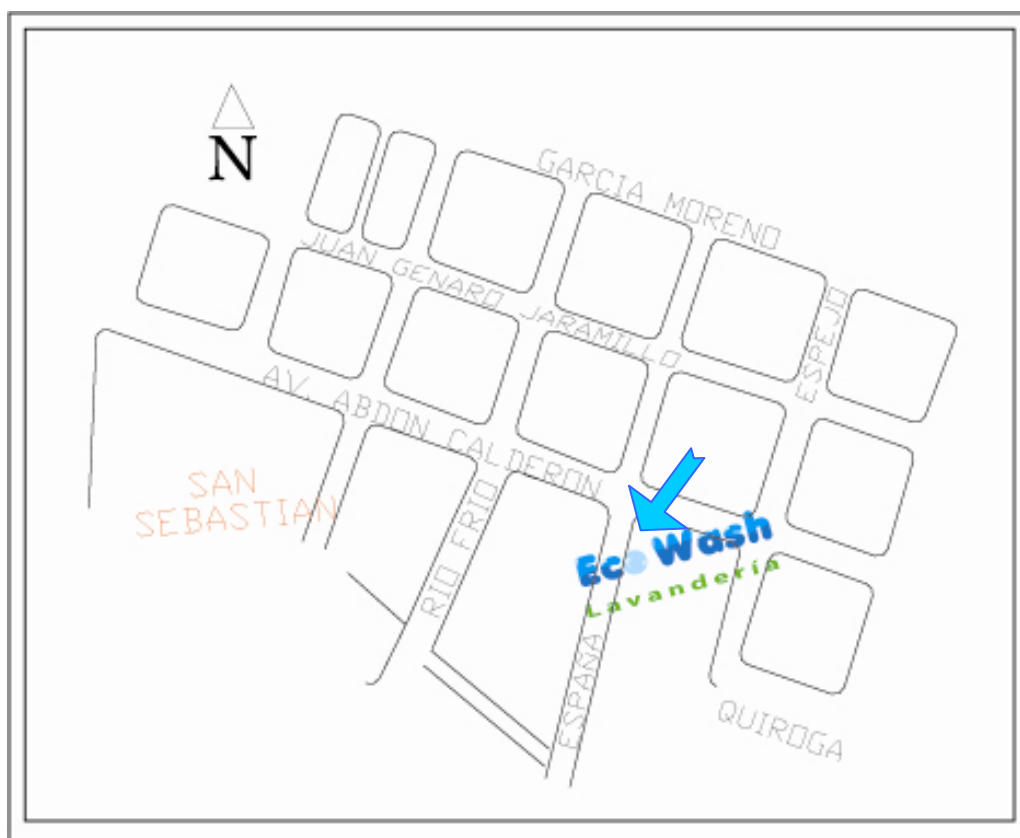 N
GARCIA MORENO
JUAN GENARO JARAMILLO
ESPEJO
AV. ABDON CALDERON
SAN
SEBASTIAN
RIO FRIO
Eco Wash
Lavandería
ESPAÑA
QUIROGA